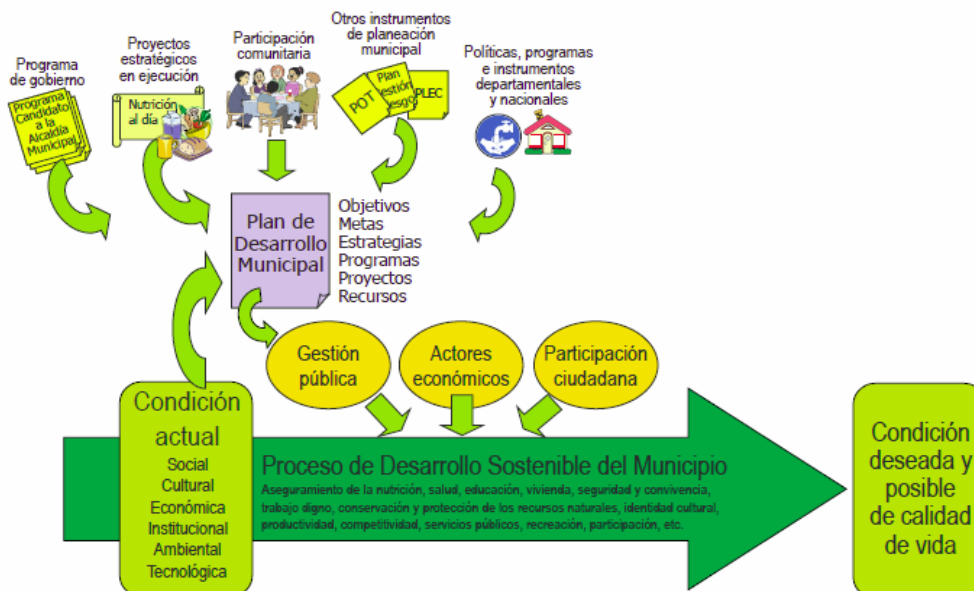 Programa
de gobierno
Programa
Candidato
a la
Alcaldía
Municipal
Proyectos
estratégicos
en ejecución
Nutrición
al día
Participación
comunitaria
Otros instrumentos
de planeación
municipal
POT
Plan
estión
esgo
PLEC
Políticas, programas
e instrumentos
departamentales
y nacionales
Plan de
Desarrollo
Municipal
Objetivos
Metas
Estrategias
Programas
Proyectos
Recursos
Gestión
pública
Actores
económicos
Participación
ciudadana
Condición
actual
Social
Cultural
Económica
Institucional
Ambiental
Tecnológica
Proceso de Desarrollo Sostenible del Municipio
Aseguramiento de la nutrición, salud, educación, vivienda, seguridad y convivencia,
trabajo digno, conservación y protección de los recursos naturales, identidad cultural,
productividad, competitividad, servicios públicos, recreación, participación, etc.
Condición
deseada y
posible
de calidad
de vida